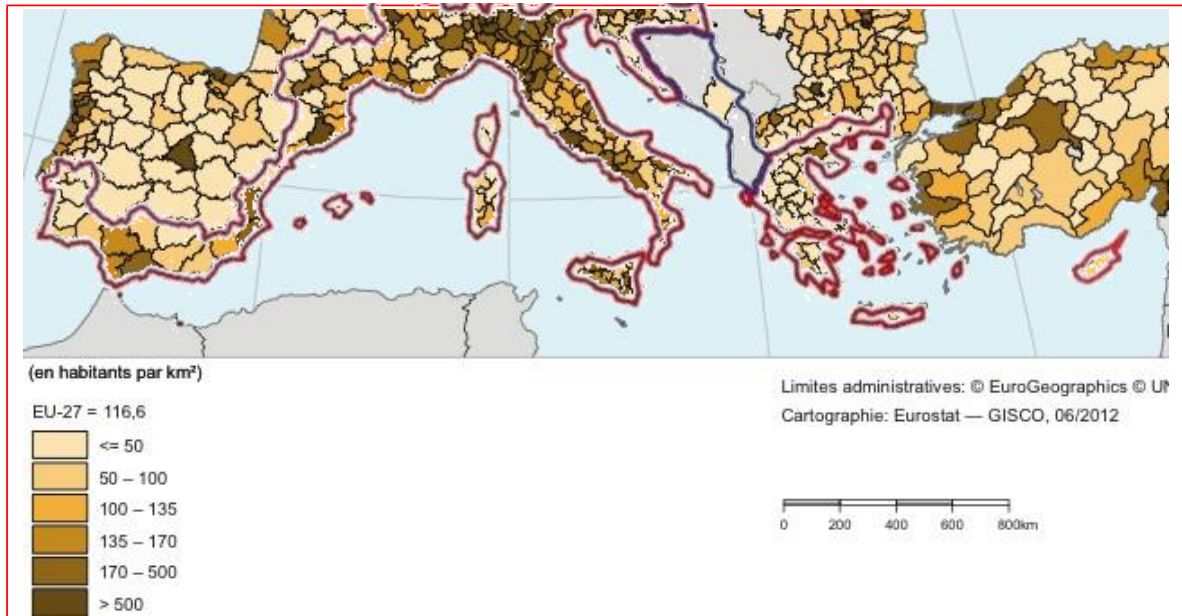 (en habitants par km²)
EU-27 = 116,6
<= 50
50 – 100
100 – 135
135 – 170
170 – 500
> 500
Limites administratives: © EuroGeographics © UN
Cartographie: Eurostat — GISCO, 06/2012
0 200 400 600 800km